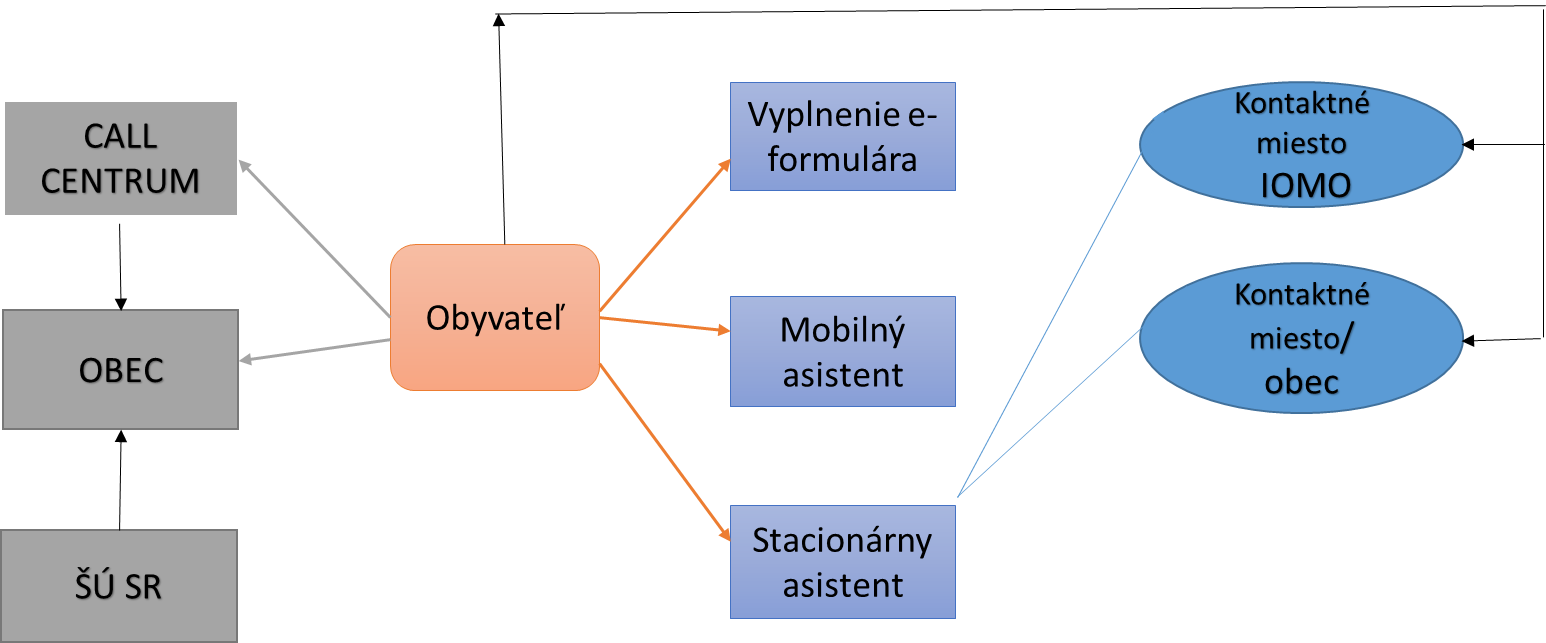 CALL
CENTRUM
OBEC
ŠÚ SR
Obyvateľ
Vyplnenie e-
formulára
Mobilný
asistent
Stacionárny
asistent
Kontaktné
miesto
IOMO
Kontaktné
miesto/
obec